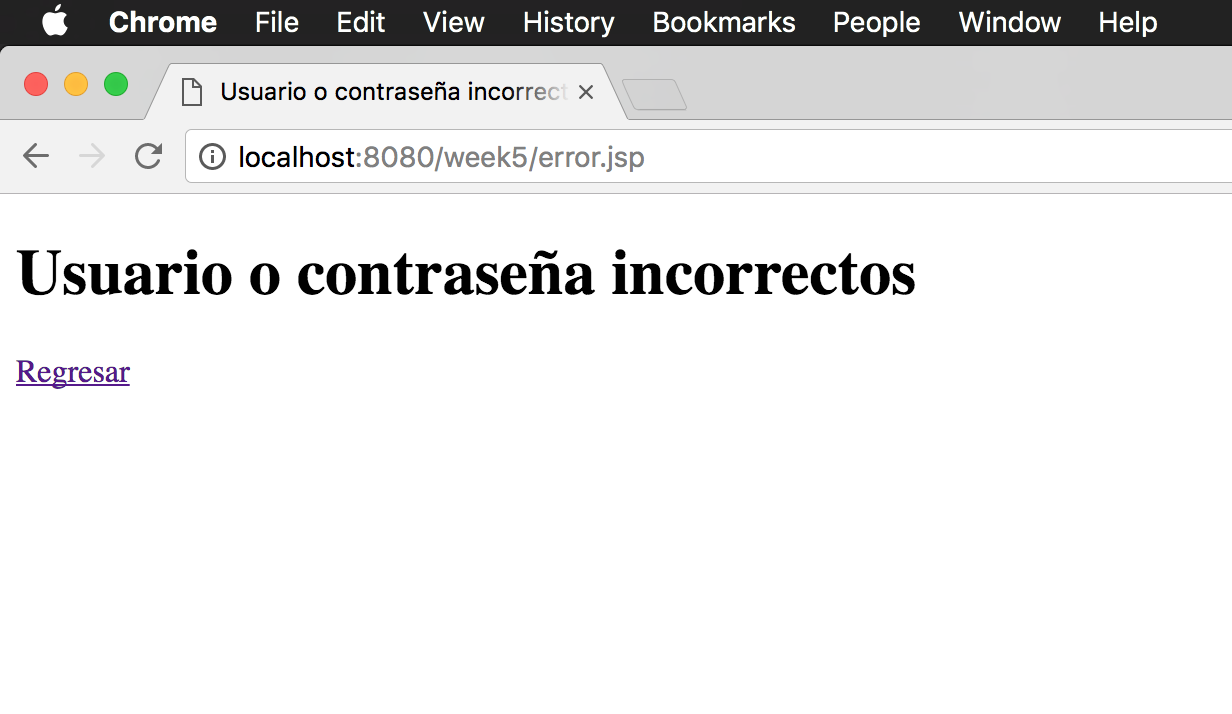 Chrome File Edit View History Bookmarks People Window Help
Usuario o contraseña incorrect
localhost:8080/week5/error.jsp
Usuario o contraseña incorrectos
Regresar